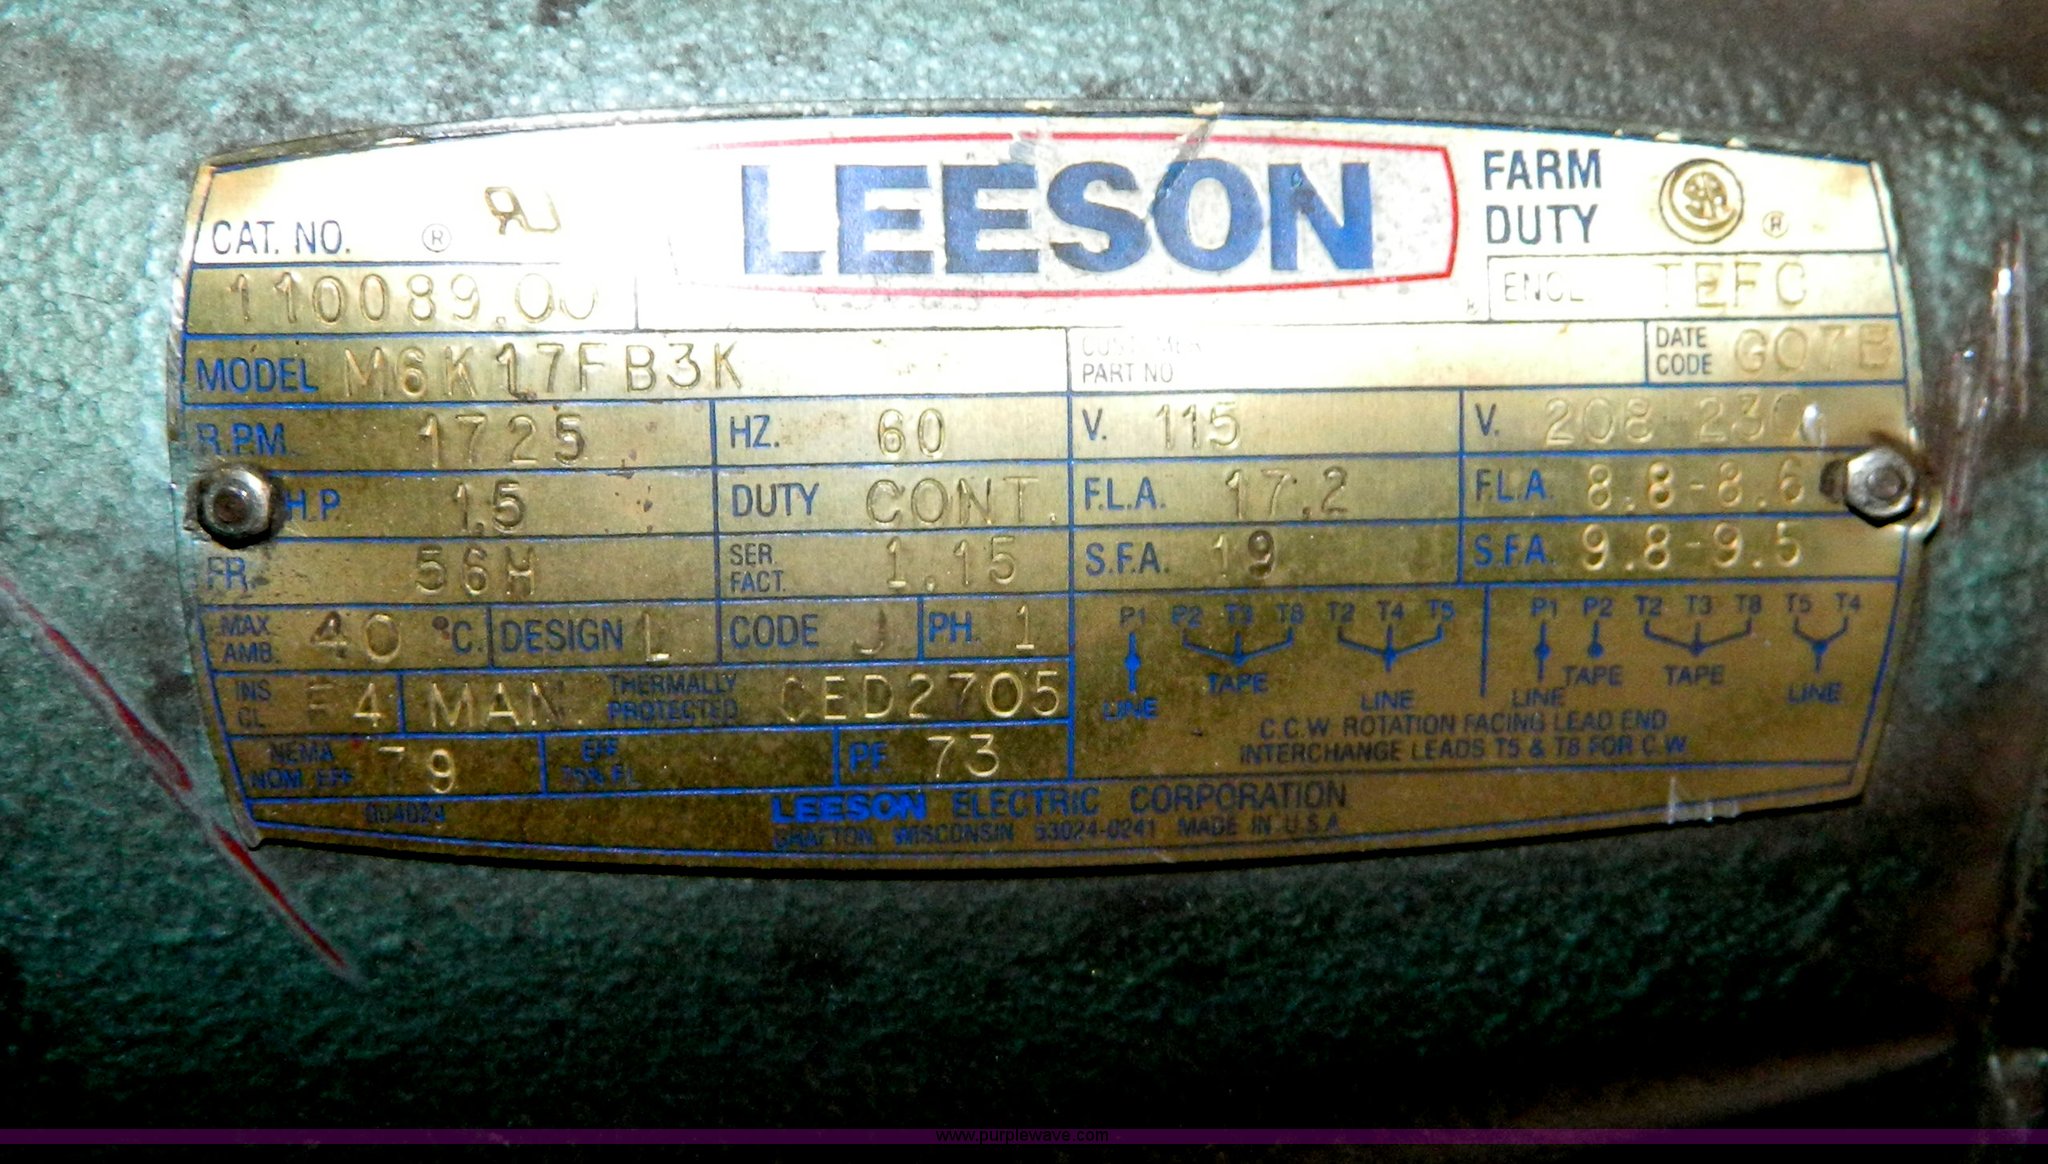 LEESON
FARM DUTY
CAT. NO. ®
®
110089.00
ENCL TEFC
MODEL M6K17FB3K
CUSTOMER PART NO
DATE CODE G07B
R.P.M. 1725 HZ. 60 V. 115 V. 208-230
H.P. 1.5 DUTY CONT. F.L.A. 17.2 F.L.A. 8.8-8.6
FR. 56H SER. FACT. 1.15 S.F.A. 19 S.F.A. 9.8-9.5
MAX. AMB. 40 °C. DESIGN L CODE J PH. 1
P1 P2 T3 T8 T2 T4 T5 P1 P2 T2 T3 T8 T5 T4
LINE TAPE LINE LINE TAPE TAPE LINE
INS CL F4 MAN. THERMALLY PROTECTED CED2705
C.C.W. ROTATION FACING LEAD END
INTERCHANGE LEADS T5 & T8 FOR C.W.
NEMA NOM. EFF. 79 EFF 75% F.L. P.F. 73
004024
LEESON ELECTRIC CORPORATION
GRAFTON, WISCONSIN 53024-0241 MADE IN U.S.A.
www.purplewave.com